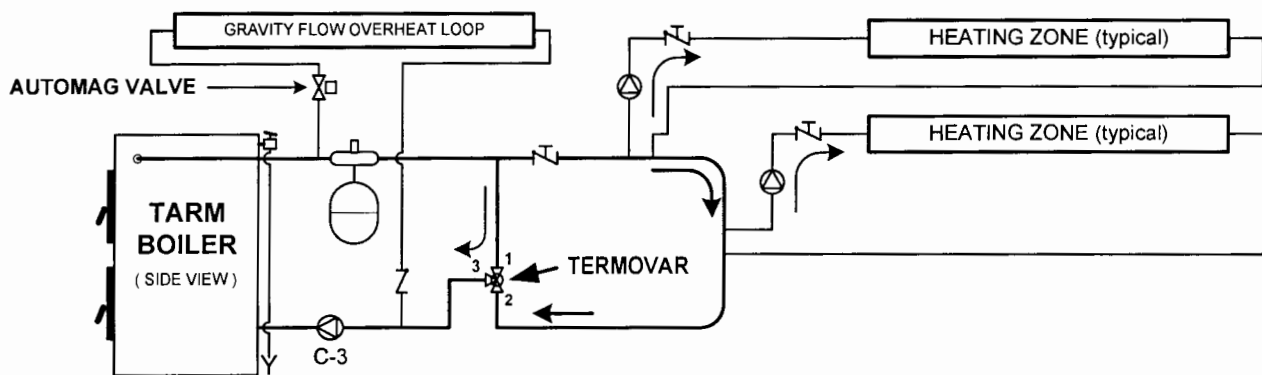 GRAVITY FLOW OVERHEAT LOOP
HEATING ZONE (typical)
AUTOMAG VALVE
HEATING ZONE (typical)
TARM
BOILER
( SIDE VIEW )
1
3
TERMOVAR
2
C-3